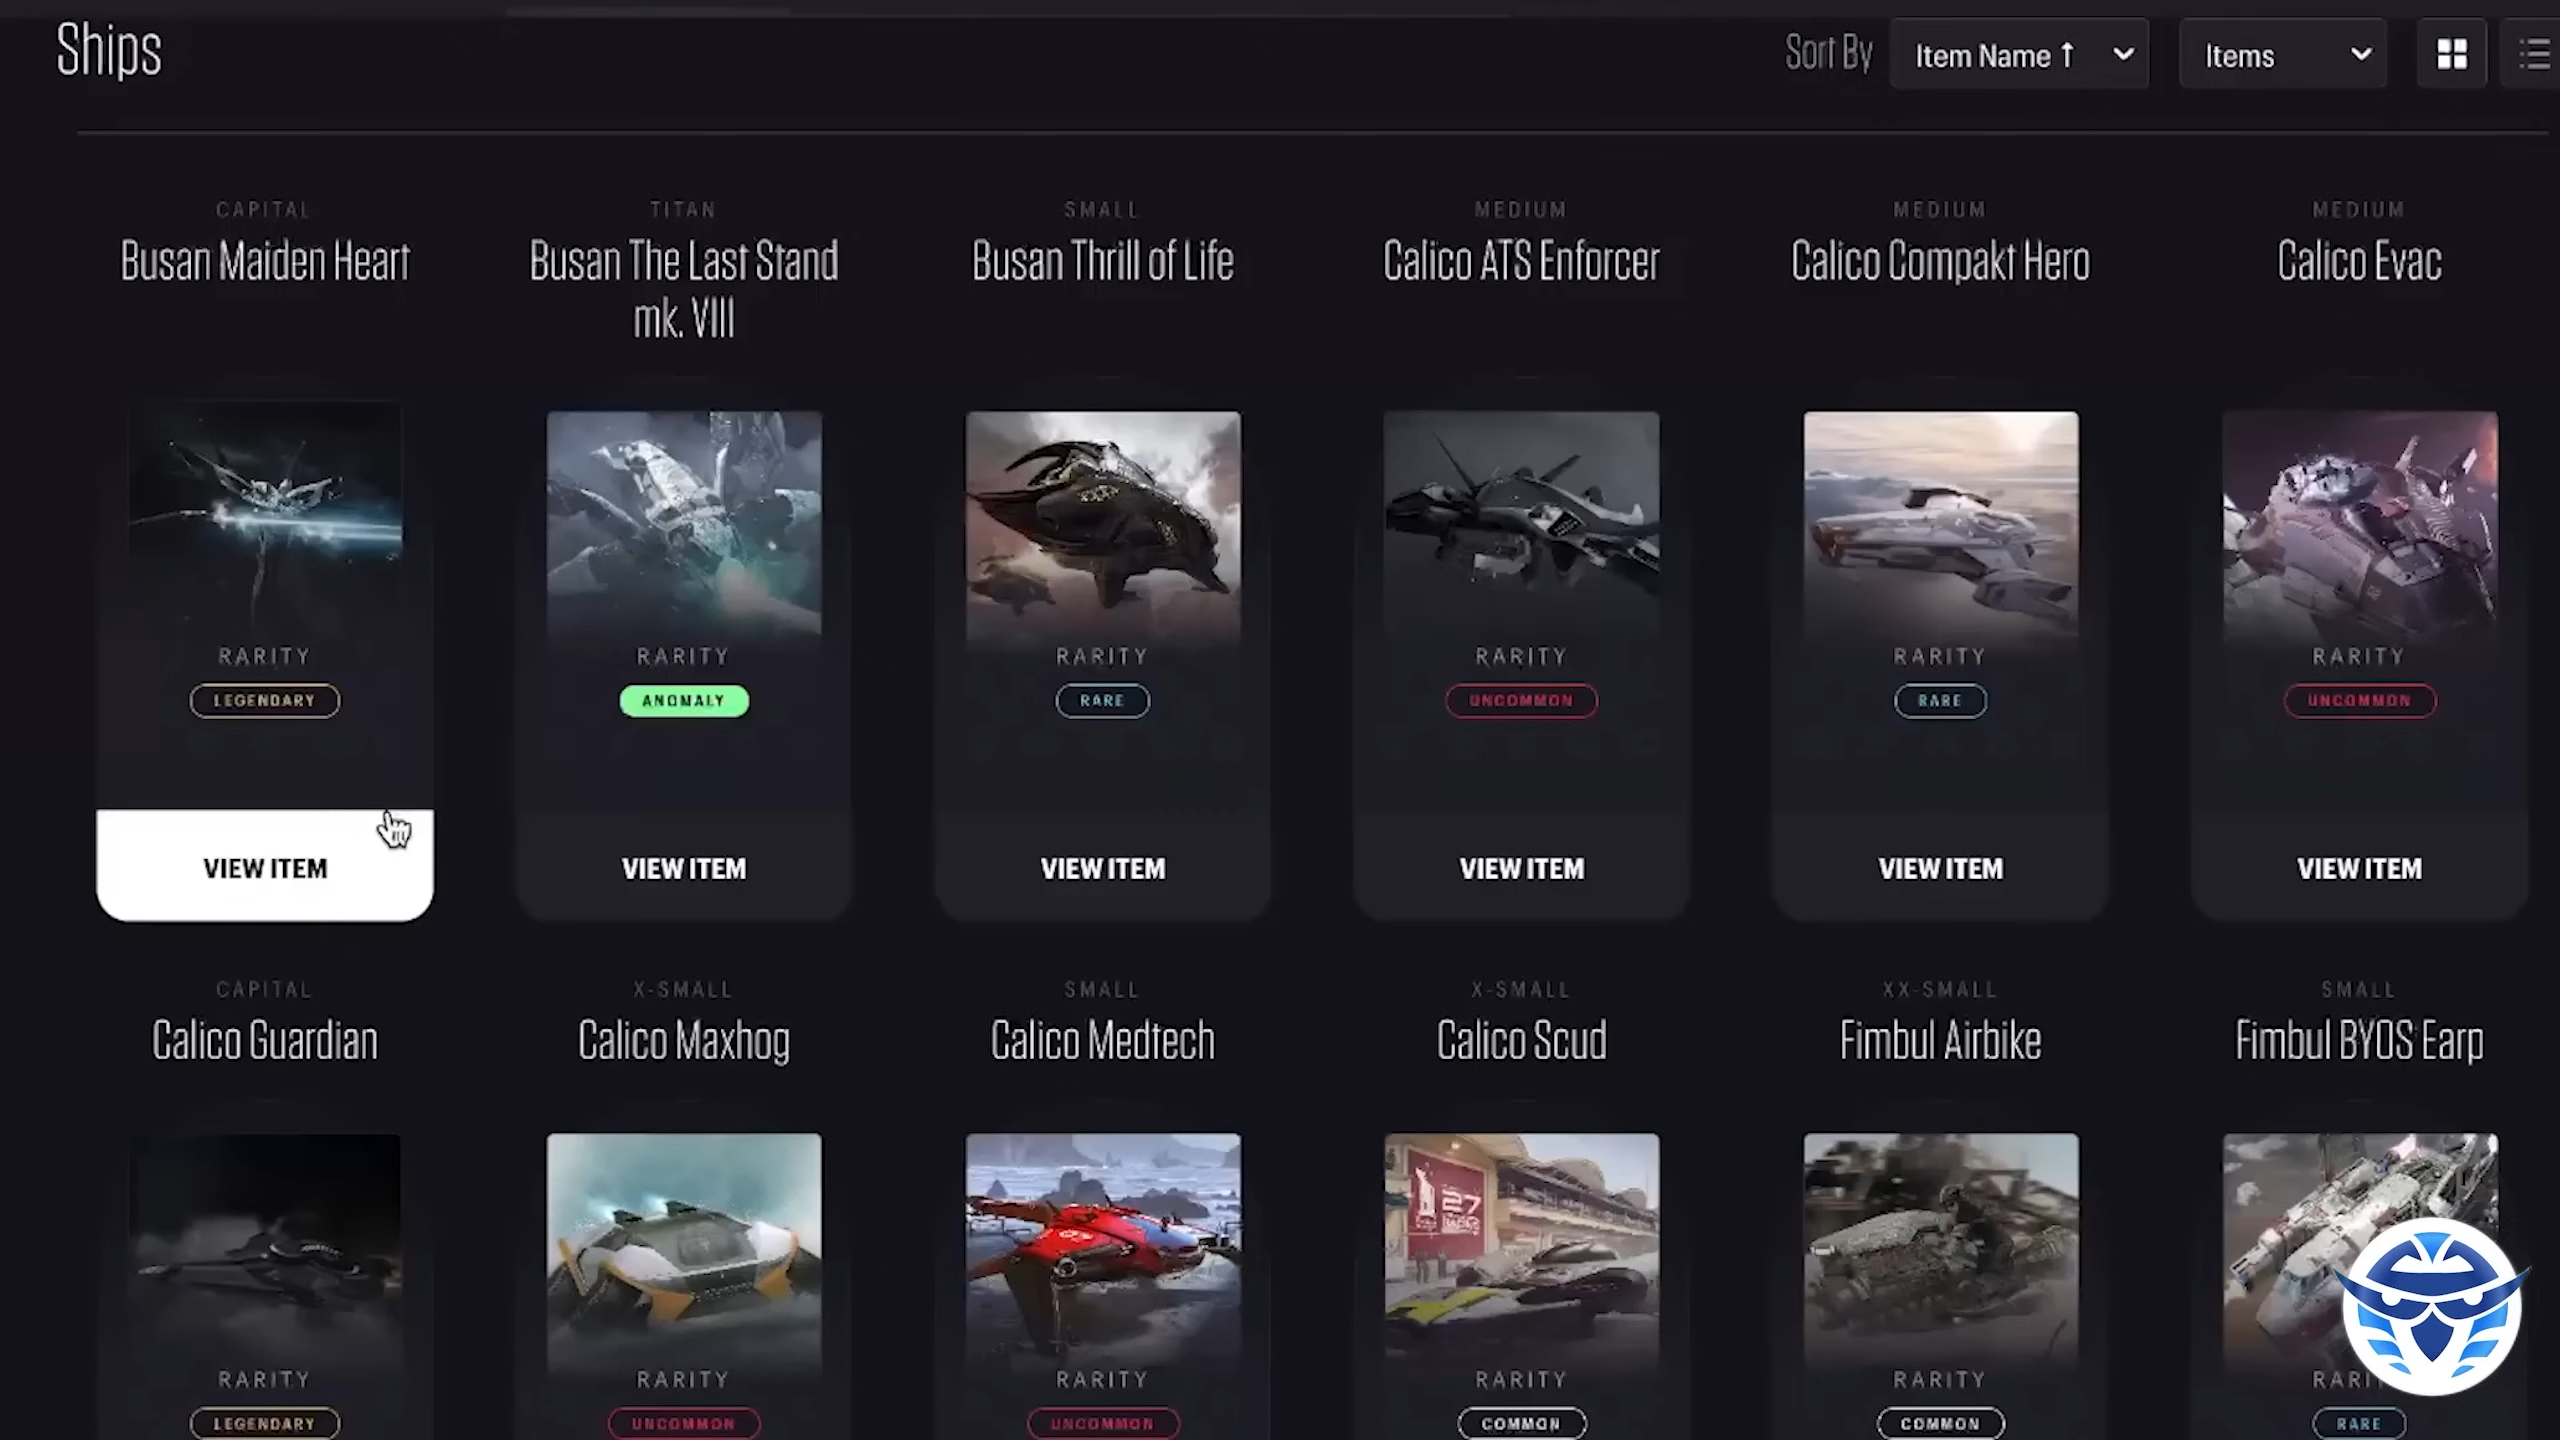 Ships
Sort By
Item Name ↑
Items
CAPITAL
Busan Maiden Heart
TITAN
Busan The Last Stand
mk. VIII
SMALL
Busan Thrill of Life
MEDIUM
Calico ATS Enforcer
MEDIUM
Calico Compakt Hero
MEDIUM
Calico Evac
RARITY
LEGENDARY
VIEW ITEM
RARITY
ANOMALY
VIEW ITEM
RARITY
RARE
VIEW ITEM
RARITY
UNCOMMON
VIEW ITEM
RARITY
RARE
VIEW ITEM
RARITY
UNCOMMON
VIEW ITEM
CAPITAL
Calico Guardian
X-SMALL
Calico Maxhog
SMALL
Calico Medtech
X-SMALL
Calico Scud
XX-SMALL
Fimbul Airbike
SMALL
Fimbul BYOS Earp
RARITY
LEGENDARY
RARITY
UNCOMMON
RARITY
UNCOMMON
27
RARITY
COMMON
RARITY
COMMON
RARE